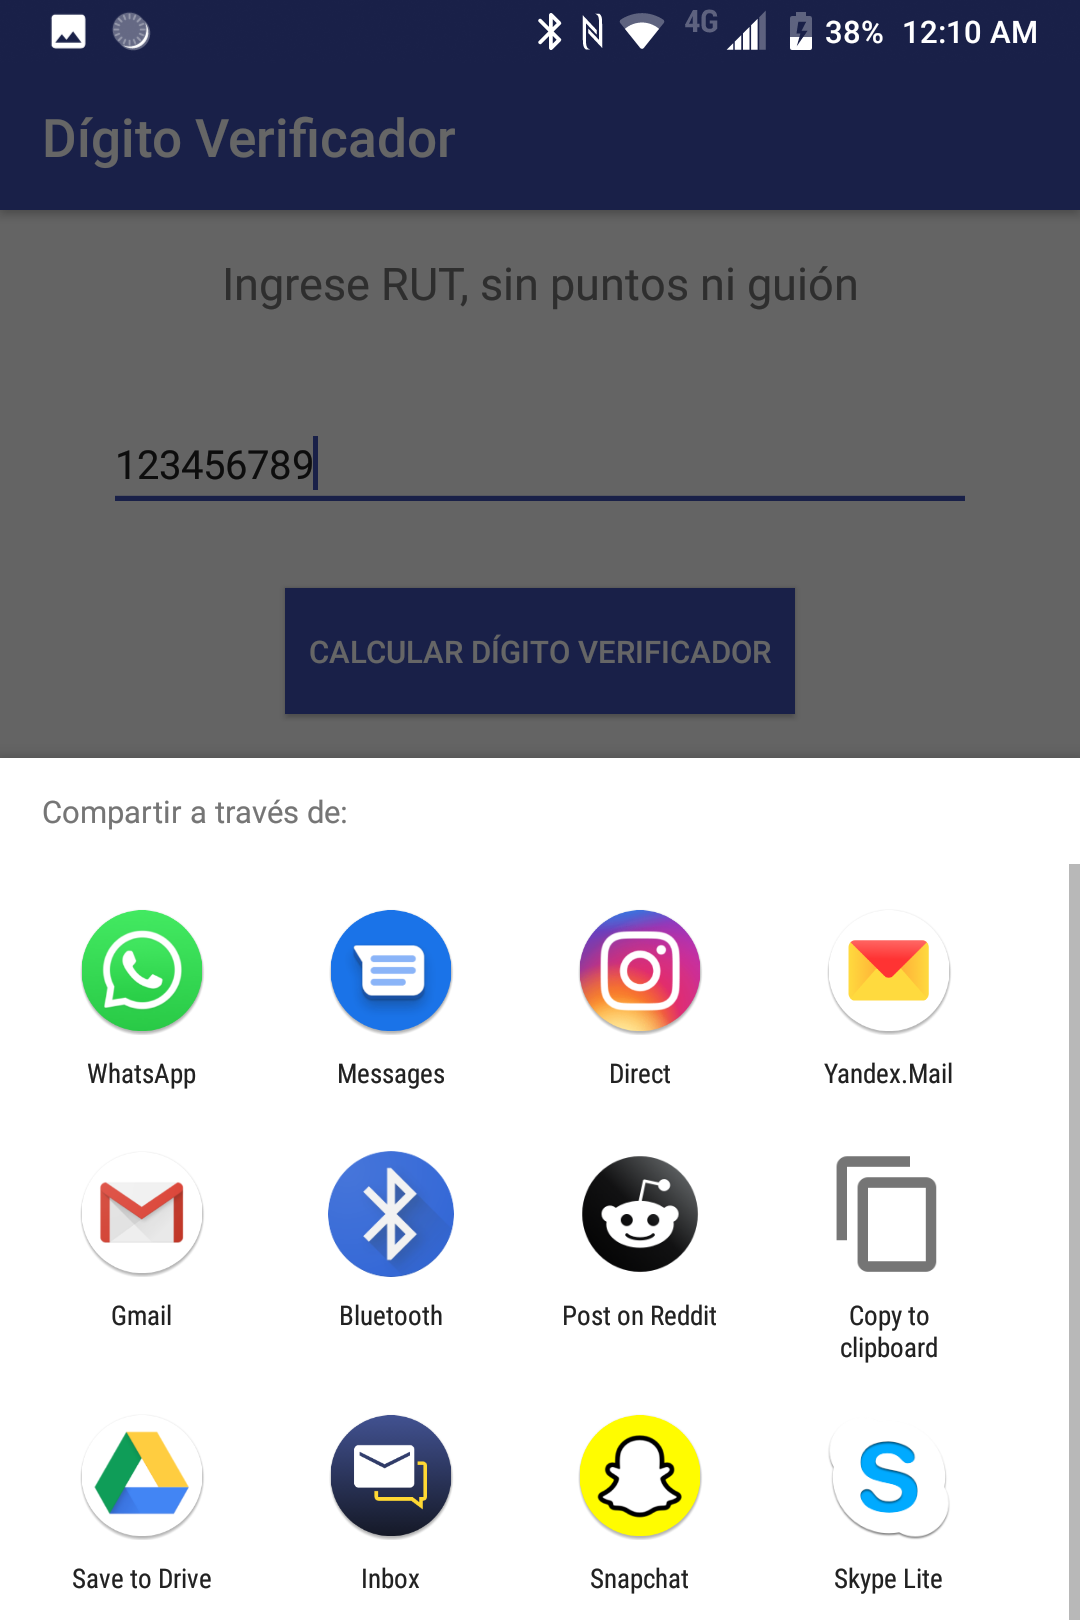 4G 38% 12:10 AM
Dígito Verificador
Ingrese RUT, sin puntos ni guión
123456789
CALCULAR DÍGITO VERIFICADOR
Compartir a través de:
WhatsApp Messages Direct Yandex.Mail
Gmail Bluetooth Post on Reddit Copy to
clipboard
Save to Drive Inbox Snapchat Skype Lite